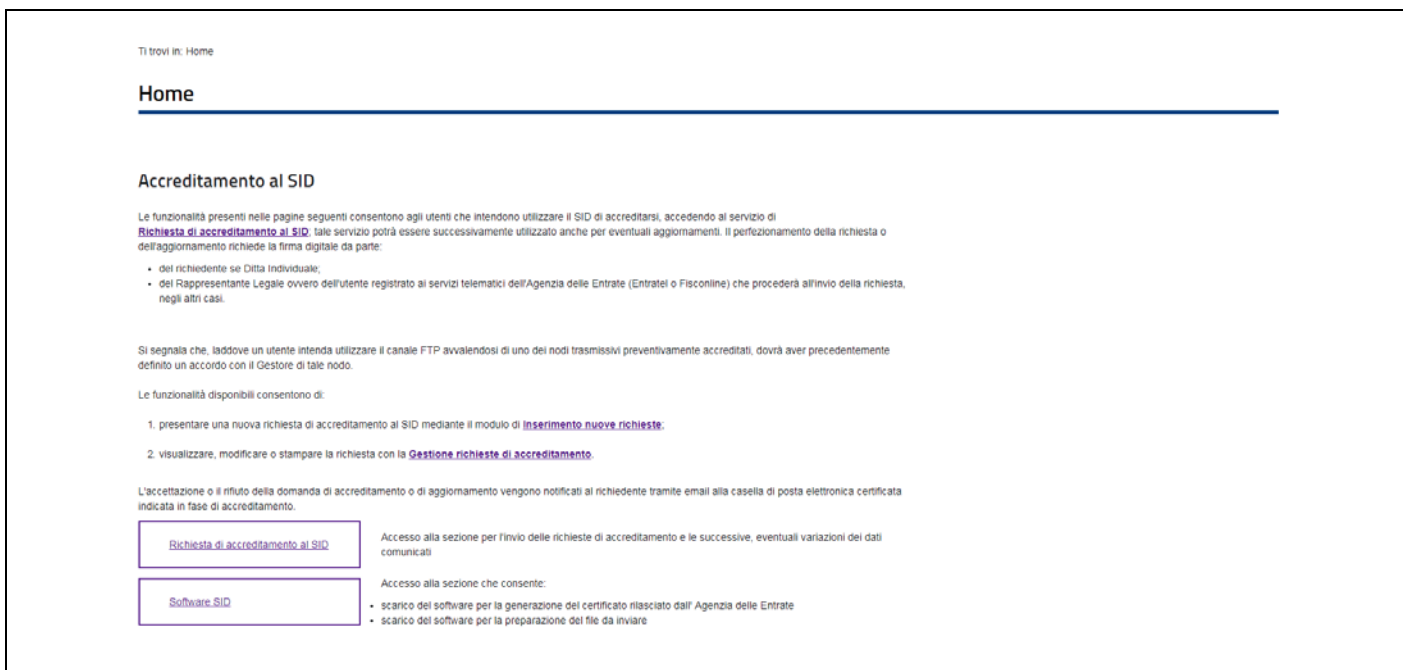 Ti trovi in: Home
Home
Accreditamento al SID
Le funzionalità presenti nelle pagine seguenti consentono agli utenti che intendono utilizzare il SID di accreditarsi, accedendo al servizio di
Richiesta di accreditamento al SID; tale servizio potrà essere successivamente utilizzato anche per eventuali aggiornamenti. Il perfezionamento della richiesta o
dell'aggiornamento richiede la firma digitale da parte:
• del richiedente se Ditta Individuale;
• del Rappresentante Legale ovvero dell'utente registrato ai servizi telematici dell'Agenzia delle Entrate (Entratel o Fisconline) che procederà all'invio della richiesta,
negli altri casi.
Si segnala che, laddove un utente intenda utilizzare il canale FTP avvalendosi di uno dei nodi trasmissivi preventivamente accreditati, dovrà aver precedentemente
definito un accordo con il Gestore di tale nodo.
Le funzionalità disponibili consentono di:
1. presentare una nuova richiesta di accreditamento al SID mediante il modulo di Inserimento nuove richieste;
2. visualizzare, modificare o stampare la richiesta con la Gestione richieste di accreditamento.
L'accettazione o il rifiuto della domanda di accreditamento o di aggiornamento vengono notificati al richiedente tramite email alla casella di posta elettronica certificata
indicata in fase di accreditamento.
Richiesta di accreditamento al SID
Accesso alla sezione per l'invio delle richieste di accreditamento e le successive, eventuali variazioni dei dati
comunicati
Software SID
Accesso alla sezione che consente:
• scarico del software per la generazione del certificato rilasciato dall' Agenzia delle Entrate
• scarico del software per la preparazione del file da inviare